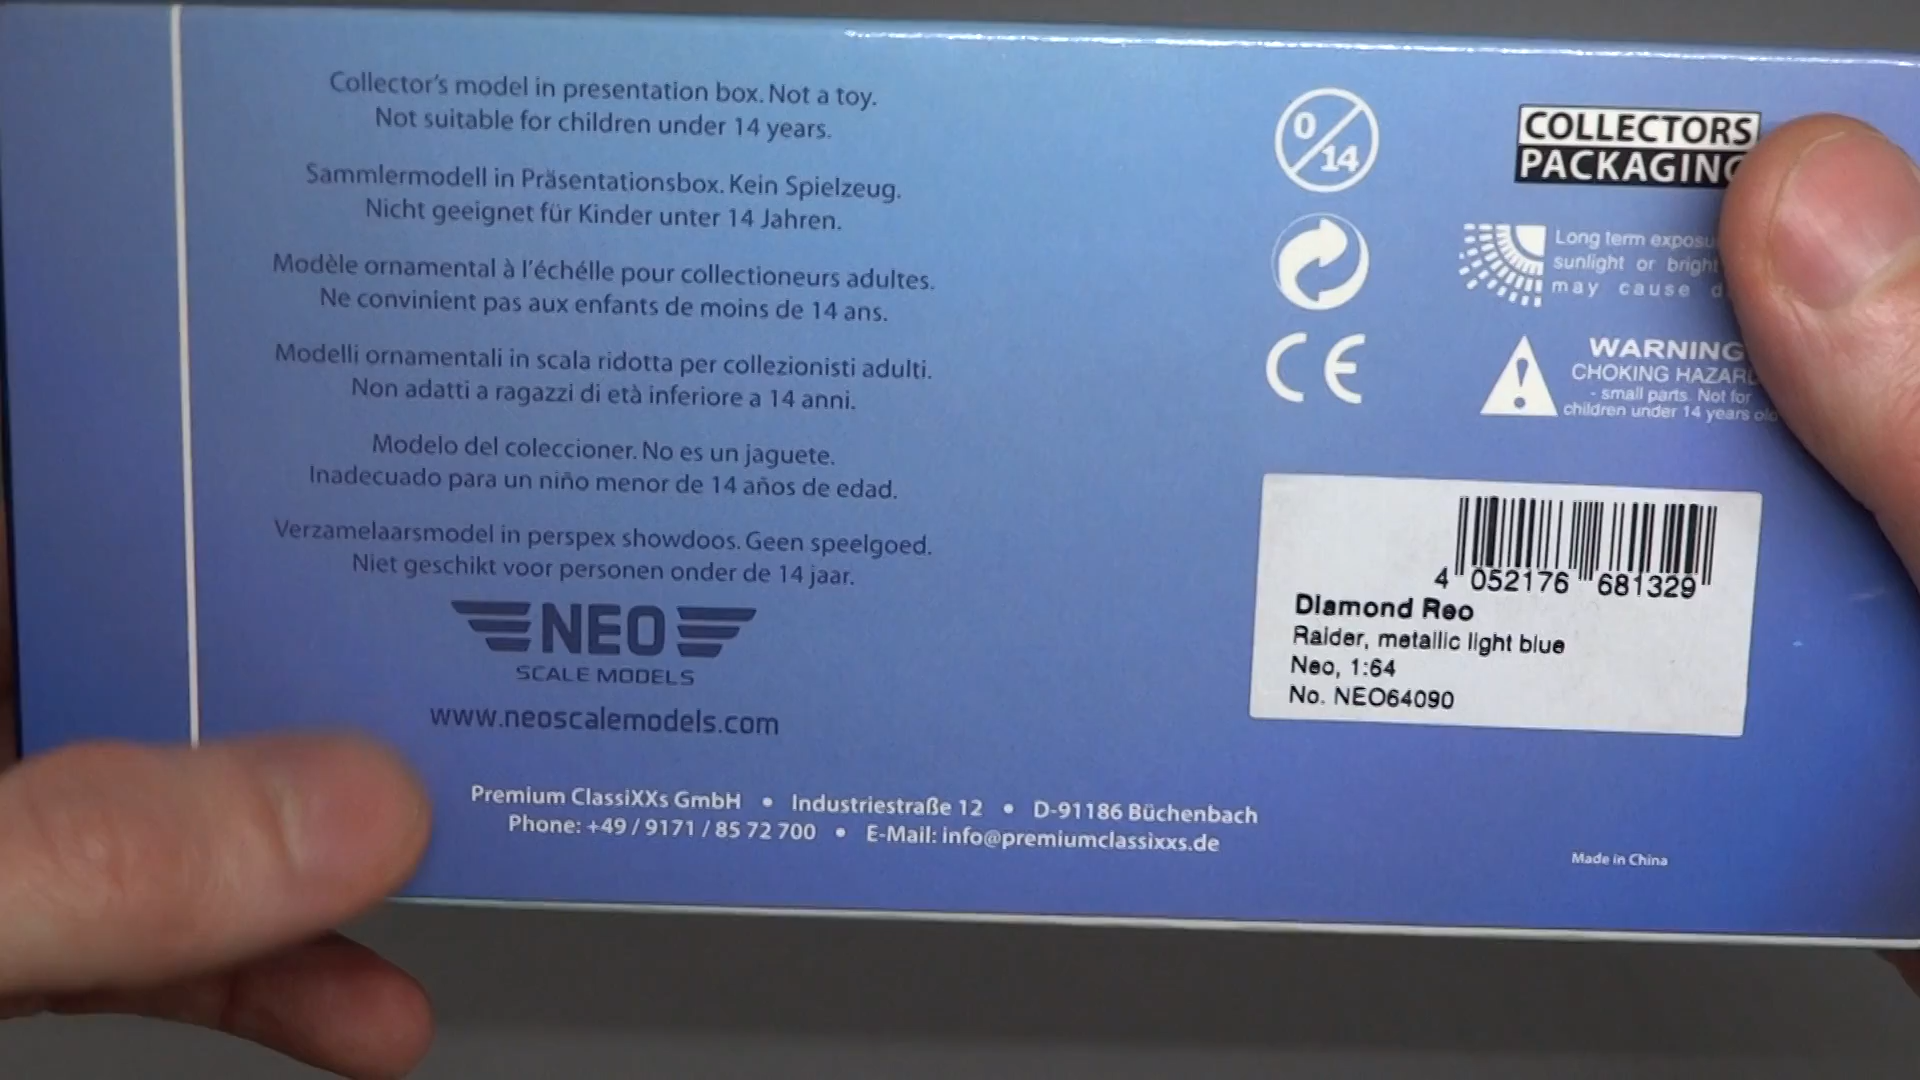 Collector's model in presentation box. Not a toy.
Not suitable for children under 14 years.
Sammlermodell in Präsentationsbox. Kein Spielzeug.
Nicht geeignet für Kinder unter 14 Jahren.
Modèle ornamental à l'échélle pour collectioneurs adultes.
Ne convinient pas aux enfants de moins de 14 ans.
Modelli ornamentali in scala ridotta per collezionisti adulti.
Non adatti a ragazzi di età inferiore a 14 anni.
Modelo del coleccioner. No es un jaguete.
Inadecuado para un niño menor de 14 años de edad.
Verzamelaarsmodel in perspex showdoos. Geen speelgoed.
Niet geschikt voor personen onder de 14 jaar.
NEO
SCALE MODELS
www.neoscalemodels.com
Premium ClassiXXs GmbH • Industriestraße 12 • D-91186 Büchenbach
Phone: +49 / 9171 / 85 72 700 • E-Mail: info@premiumclassixxs.de
0
14
CE
COLLECTORS
PACKAGING
Long term
sunlight or bright
may cause
WARNING
CHOKING HAZARD
- small parts. Not for
children under 14 years old
4 052176 681329
Diamond Reo
Raider, metallic light blue
Neo, 1:64
No. NEO64090
Made in China